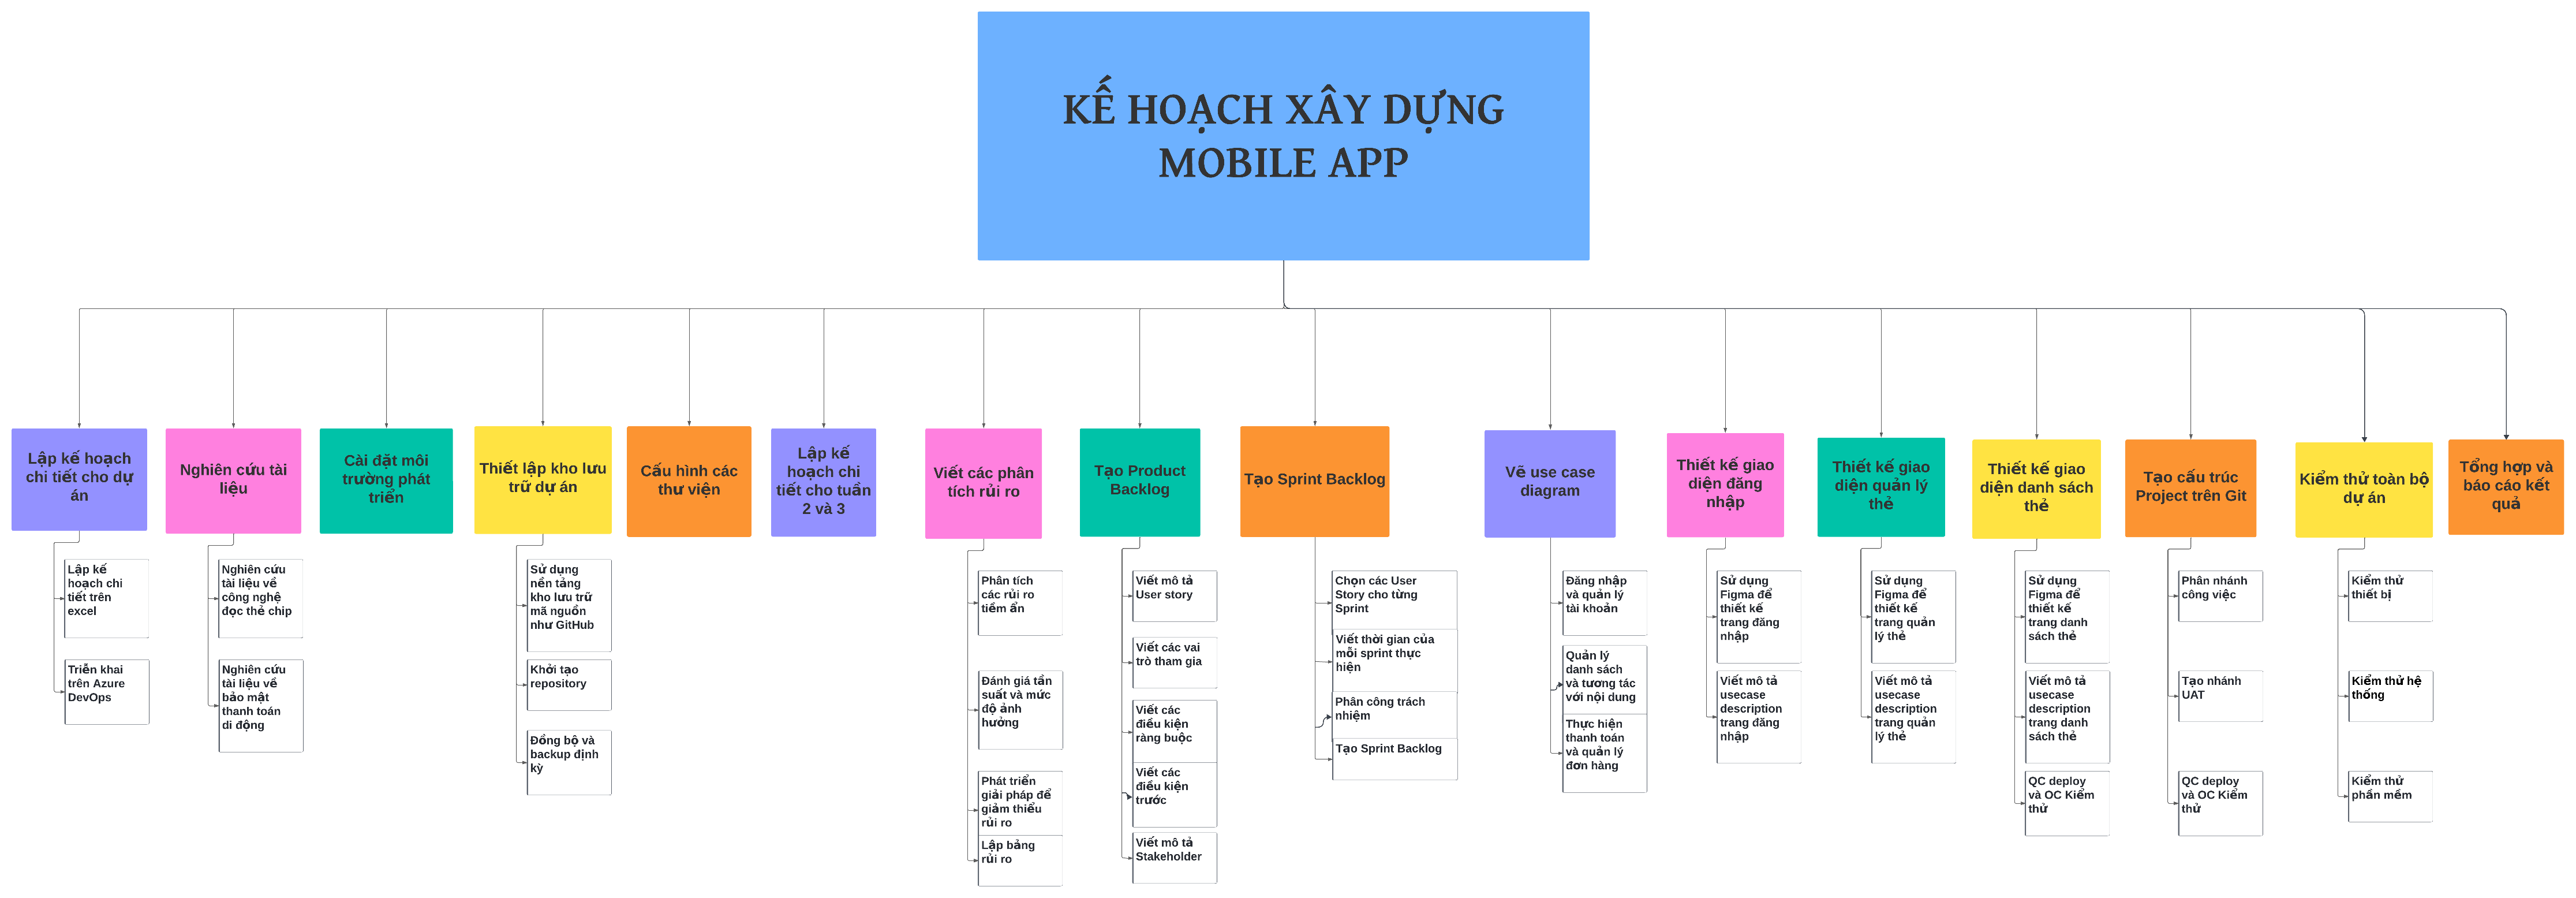 KẾ HOẠCH XÂY DỰNG
MOBILE APP
Lập kế hoạch
chi tiết cho dự
án
Lập kế
hoạch chi
tiết trên
excel
Triển khai
trên Azure
DevOps
Nghiên cứu tài
liệu
Nghiên cứu
tài liệu về
công nghệ
đọc thẻ chip
Nghiên cứu
tài liệu về
bảo mật
thanh toán
di động
Cài đặt môi
trường phát
triển
Thiết lập kho lưu
trữ dự án
Sử dụng
nền tảng
kho lưu trữ
mã nguồn
như GitHub
Khởi tạo
repository
Đồng bộ và
backup định
kỳ
Cấu hình các
thư viện
Lập kế
hoạch chi
tiết cho tuần
2 và 3
Viết các phân
tích rủi ro
Phân tích
các rủi ro
tiềm ẩn
Đánh giá tần
suất và mức
độ ảnh
hưởng
Phát triển
giải pháp để
giảm thiểu
rủi ro
Lập bảng
rủi ro
Tạo Product
Backlog
Viết mô tả
User story
Viết các vai
trò tham gia
Viết các
điều kiện
ràng buộc
Viết các
điều kiện
trước
Viết mô tả
Stakeholder
Tạo Sprint Backlog
Chọn các User
Story cho từng
Sprint
Viết thời gian của
mỗi sprint thực
hiện
Phân công trách
nhiệm
Tạo Sprint Backlog
Vẽ use case
diagram
Đăng nhập
và quản lý
tài khoản
Quản lý
danh sách
và tương tác
với nội dung
Thực hiện
thanh toán
và quản lý
đơn hàng
Thiết kế giao
diện đăng
nhập
Sử dụng
Figma để
thiết kế
trang đăng
nhập
Viết mô tả
usecase
description
trang đăng
nhập
Thiết kế giao
diện quản lý
thẻ
Sử dụng
Figma để
thiết kế
trang quản
lý thẻ
Viết mô tả
usecase
description
trang quản
lý thẻ
Thiết kế giao
diện danh sách
thẻ
Sử dụng
Figma để
thiết kế
trang danh
sách thẻ
Viết mô tả
usecase
description
trang danh
sách thẻ
QC deploy
và OC Kiểm
thử
Tạo cấu trúc
Project trên Git
Phân nhánh
công việc
Tạo nhánh
UAT
QC deploy
và OC Kiểm
thử
Kiểm thử toàn bộ
dự án
Kiểm thử
thiết bị
Kiểm thử hệ
thống
Kiểm thử
phần mềm
Tổng hợp và
báo cáo kết
quả